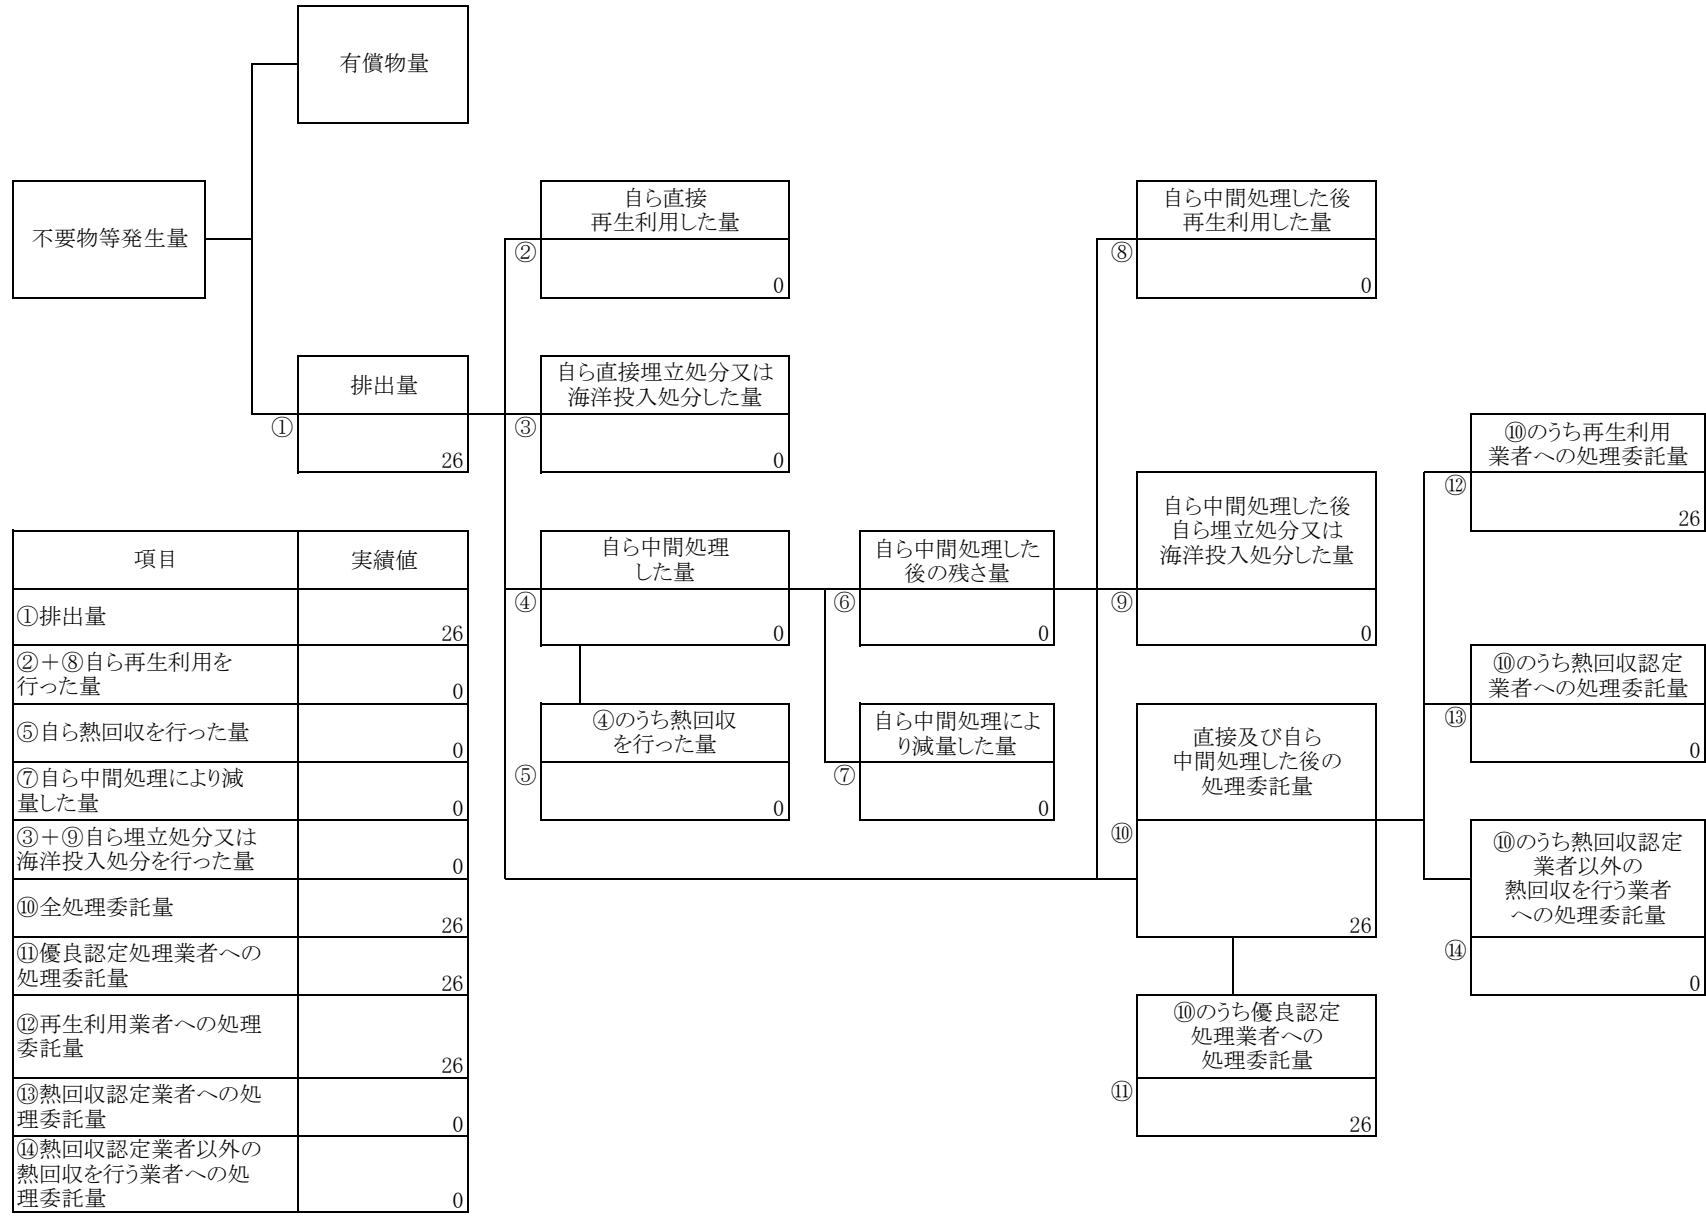 有償物量
不要物等発生量
自ら直接
再生利用した量
②
0
自ら中間処理した後
再生利用した量
⑧
0
排出量
①
26
自ら直接埋立処分又は
海洋投入処分した量
③
0
⑩のうち再生利用
業者への処理委託量
⑫
26
自ら中間処理
した量
④
0
自ら中間処理した
後の残さ量
⑥
0
自ら中間処理した後
自ら埋立処分又は
海洋投入処分した量
⑨
0
⑩のうち熱回収認定
業者への処理委託量
⑬
0
④のうち熱回収
を行った量
⑤
0
自ら中間処理によ
り減量した量
⑦
0
直接及び自ら
中間処理した後の
処理委託量
⑩
26
⑩のうち熱回収認定
業者以外の
熱回収を行う業者
への処理委託量
⑭
0
⑩のうち優良認定
処理業者への
処理委託量
⑪
26
項目
実績値
①排出量
26
②＋⑧自ら再生利用を
行った量
0
⑤自ら熱回収を行った量
0
⑦自ら中間処理により減
量した量
0
③＋⑨自ら埋立処分又は
海洋投入処分を行った量
0
⑩全処理委託量
26
⑪優良認定処理業者への
処理委託量
26
⑫再生利用業者への処理
委託量
26
⑬熱回収認定業者への処
理委託量
0
⑭熱回収認定業者以外の
熱回収を行う業者への処
理委託量
0